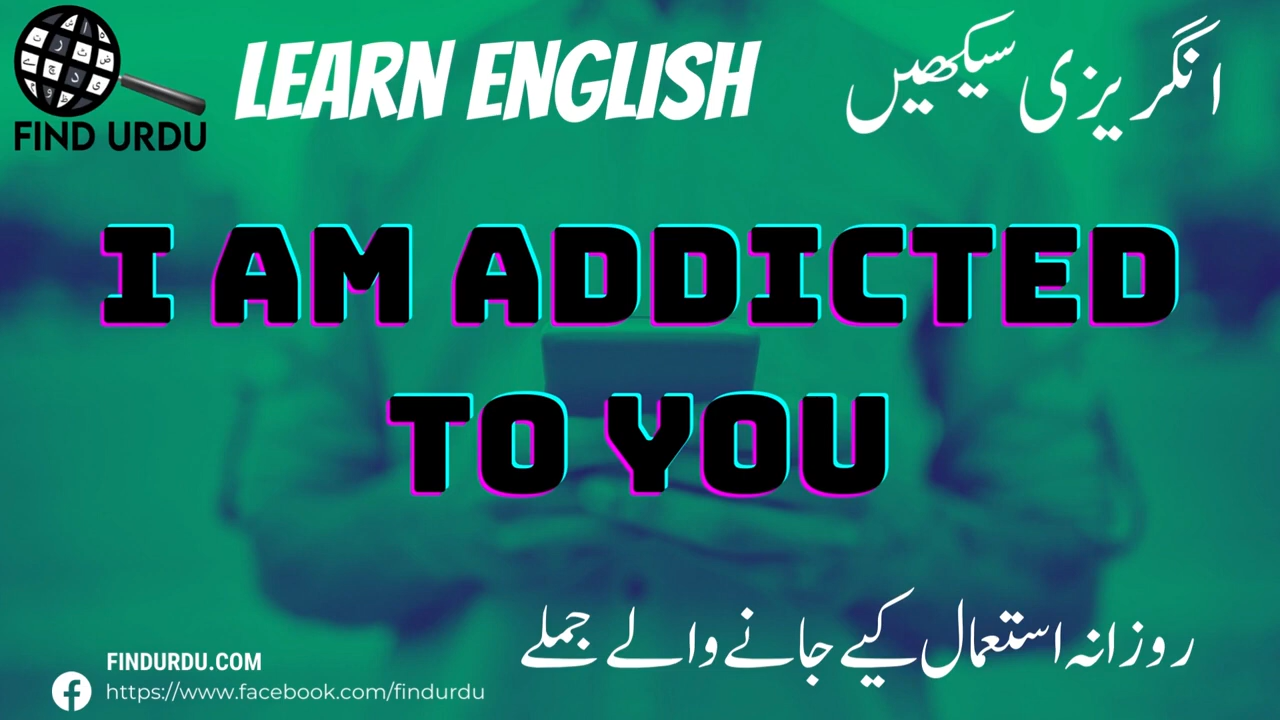 FIND URDU
LEARN ENGLISH
انگریزی سیکھیں
I AM ADDICTED
TO YOU
روزانہ استعمال کیے جانے والے جملے
FINDURDU.COM
https://www.facebook.com/findurdu